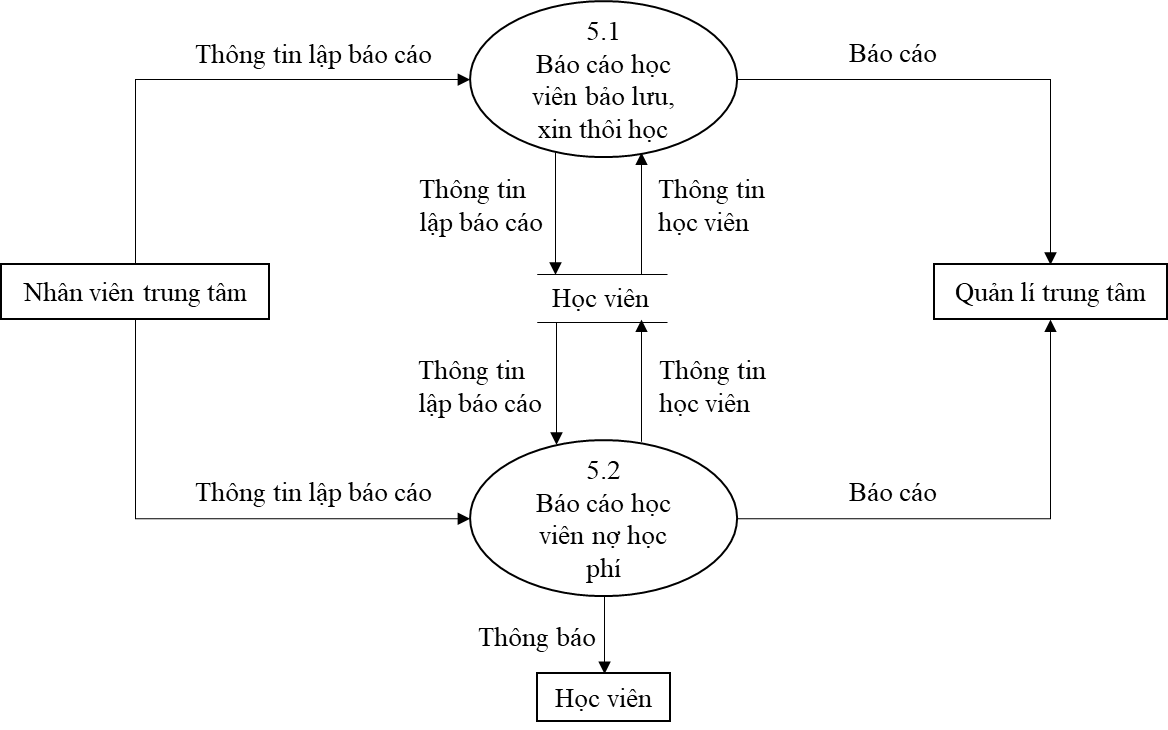 5.1
Báo cáo học
viên bảo lưu,
xin thôi học
Thông tin lập báo cáo
Báo cáo
Thông tin
lập báo cáo
Thông tin
học viên
Nhân viên trung tâm
Học viên
Quản lí trung tâm
Thông tin
lập báo cáo
Thông tin
học viên
5.2
Báo cáo học
viên nợ học
phí
Thông tin lập báo cáo
Báo cáo
Thông báo
Học viên